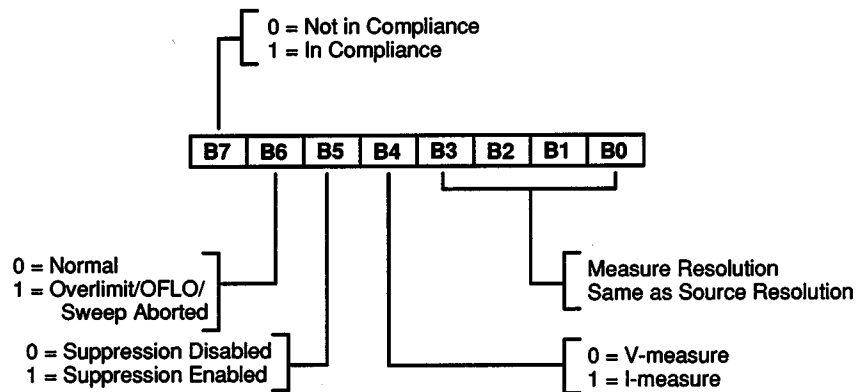 0 = Not in Compliance
1 = In Compliance
B7 B6 B5 B4 B3 B2 B1 B0
0 = Normal
1 = Overlimit/OFLO/
Sweep Aborted
Measure Resolution
Same as Source Resolution
0 = Suppression Disabled
1 = Suppression Enabled
0 = V-measure
1 = I-measure